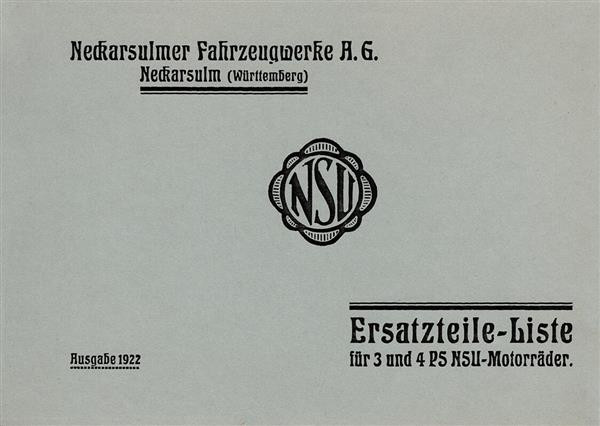 Neckarsulmer Fahrzeugwerke A. G.
Neckarsulm (Württemberg)
NSU
Ersatzteile-Liste
für 3 und 4 PS NSU-Motorräder.
Ausgabe 1922